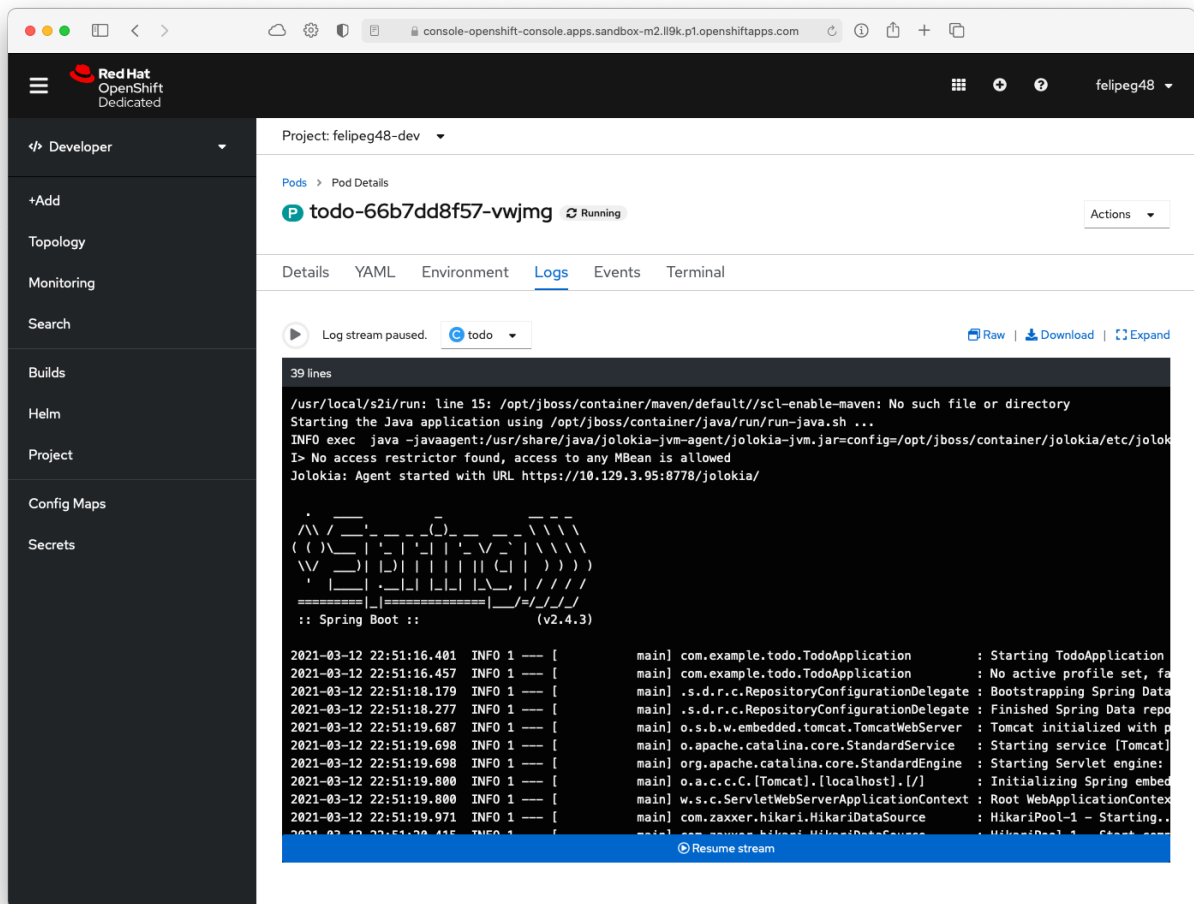 console-openshift-console.apps.sandbox-m2.ll9k.p1.openshiftapps.com
Red Hat
OpenShift
Dedicated
felipeg48
Developer
+Add
Topology
Monitoring
Search
Builds
Helm
Project
Config Maps
Secrets
Project: felipeg48-dev
Pods > Pod Details
P todo-66b7dd8f57-vwjmg Running
Actions
Details YAML Environment Logs Events Terminal
Log stream paused. C todo Raw | Download | Expand
39 lines
/usr/local/s2i/run: line 15: /opt/jboss/container/maven/default//scl-enable-maven: No such file or directory
Starting the Java application using /opt/jboss/container/java/run/run-java.sh ...
INFO exec  java -javaagent:/usr/share/java/jolokia-jvm-agent/jolokia-jvm.jar=config=/opt/jboss/container/jolokia/etc/jolok
I> No access restrictor found, access to any MBean is allowed
Jolokia: Agent started with URL https://10.129.3.95:8778/jolokia/
Spring
:: Spring Boot ::                (v2.4.3)
2021-03-12 22:51:16.401  INFO 1 --- [           main] com.example.todo.TodoApplication         : Starting TodoApplication
2021-03-12 22:51:16.457  INFO 1 --- [           main] com.example.todo.TodoApplication         : No active profile set, fa
2021-03-12 22:51:18.179  INFO 1 --- [           main] .s.d.r.c.RepositoryConfigurationDelegate : Bootstrapping Spring Data
2021-03-12 22:51:18.277  INFO 1 --- [           main] .s.d.r.c.RepositoryConfigurationDelegate : Finished Spring Data repo
2021-03-12 22:51:19.687  INFO 1 --- [           main] o.s.b.w.embedded.tomcat.TomcatWebServer  : Tomcat initialized with p
2021-03-12 22:51:19.698  INFO 1 --- [           main] o.apache.catalina.core.StandardService   : Starting service [Tomcat]
2021-03-12 22:51:19.698  INFO 1 --- [           main] org.apache.catalina.core.StandardEngine  : Starting Servlet engine:
2021-03-12 22:51:19.800  INFO 1 --- [           main] o.a.c.c.C.[Tomcat].[localhost].[/]       : Initializing Spring embed
2021-03-12 22:51:19.800  INFO 1 --- [           main] w.s.c.ServletWebServerApplicationContext : Root WebApplicationContex
2021-03-12 22:51:19.971  INFO 1 --- [           main] com.zaxxer.hikari.HikariDataSource       : HikariPool-1 - Starting..
Resume stream